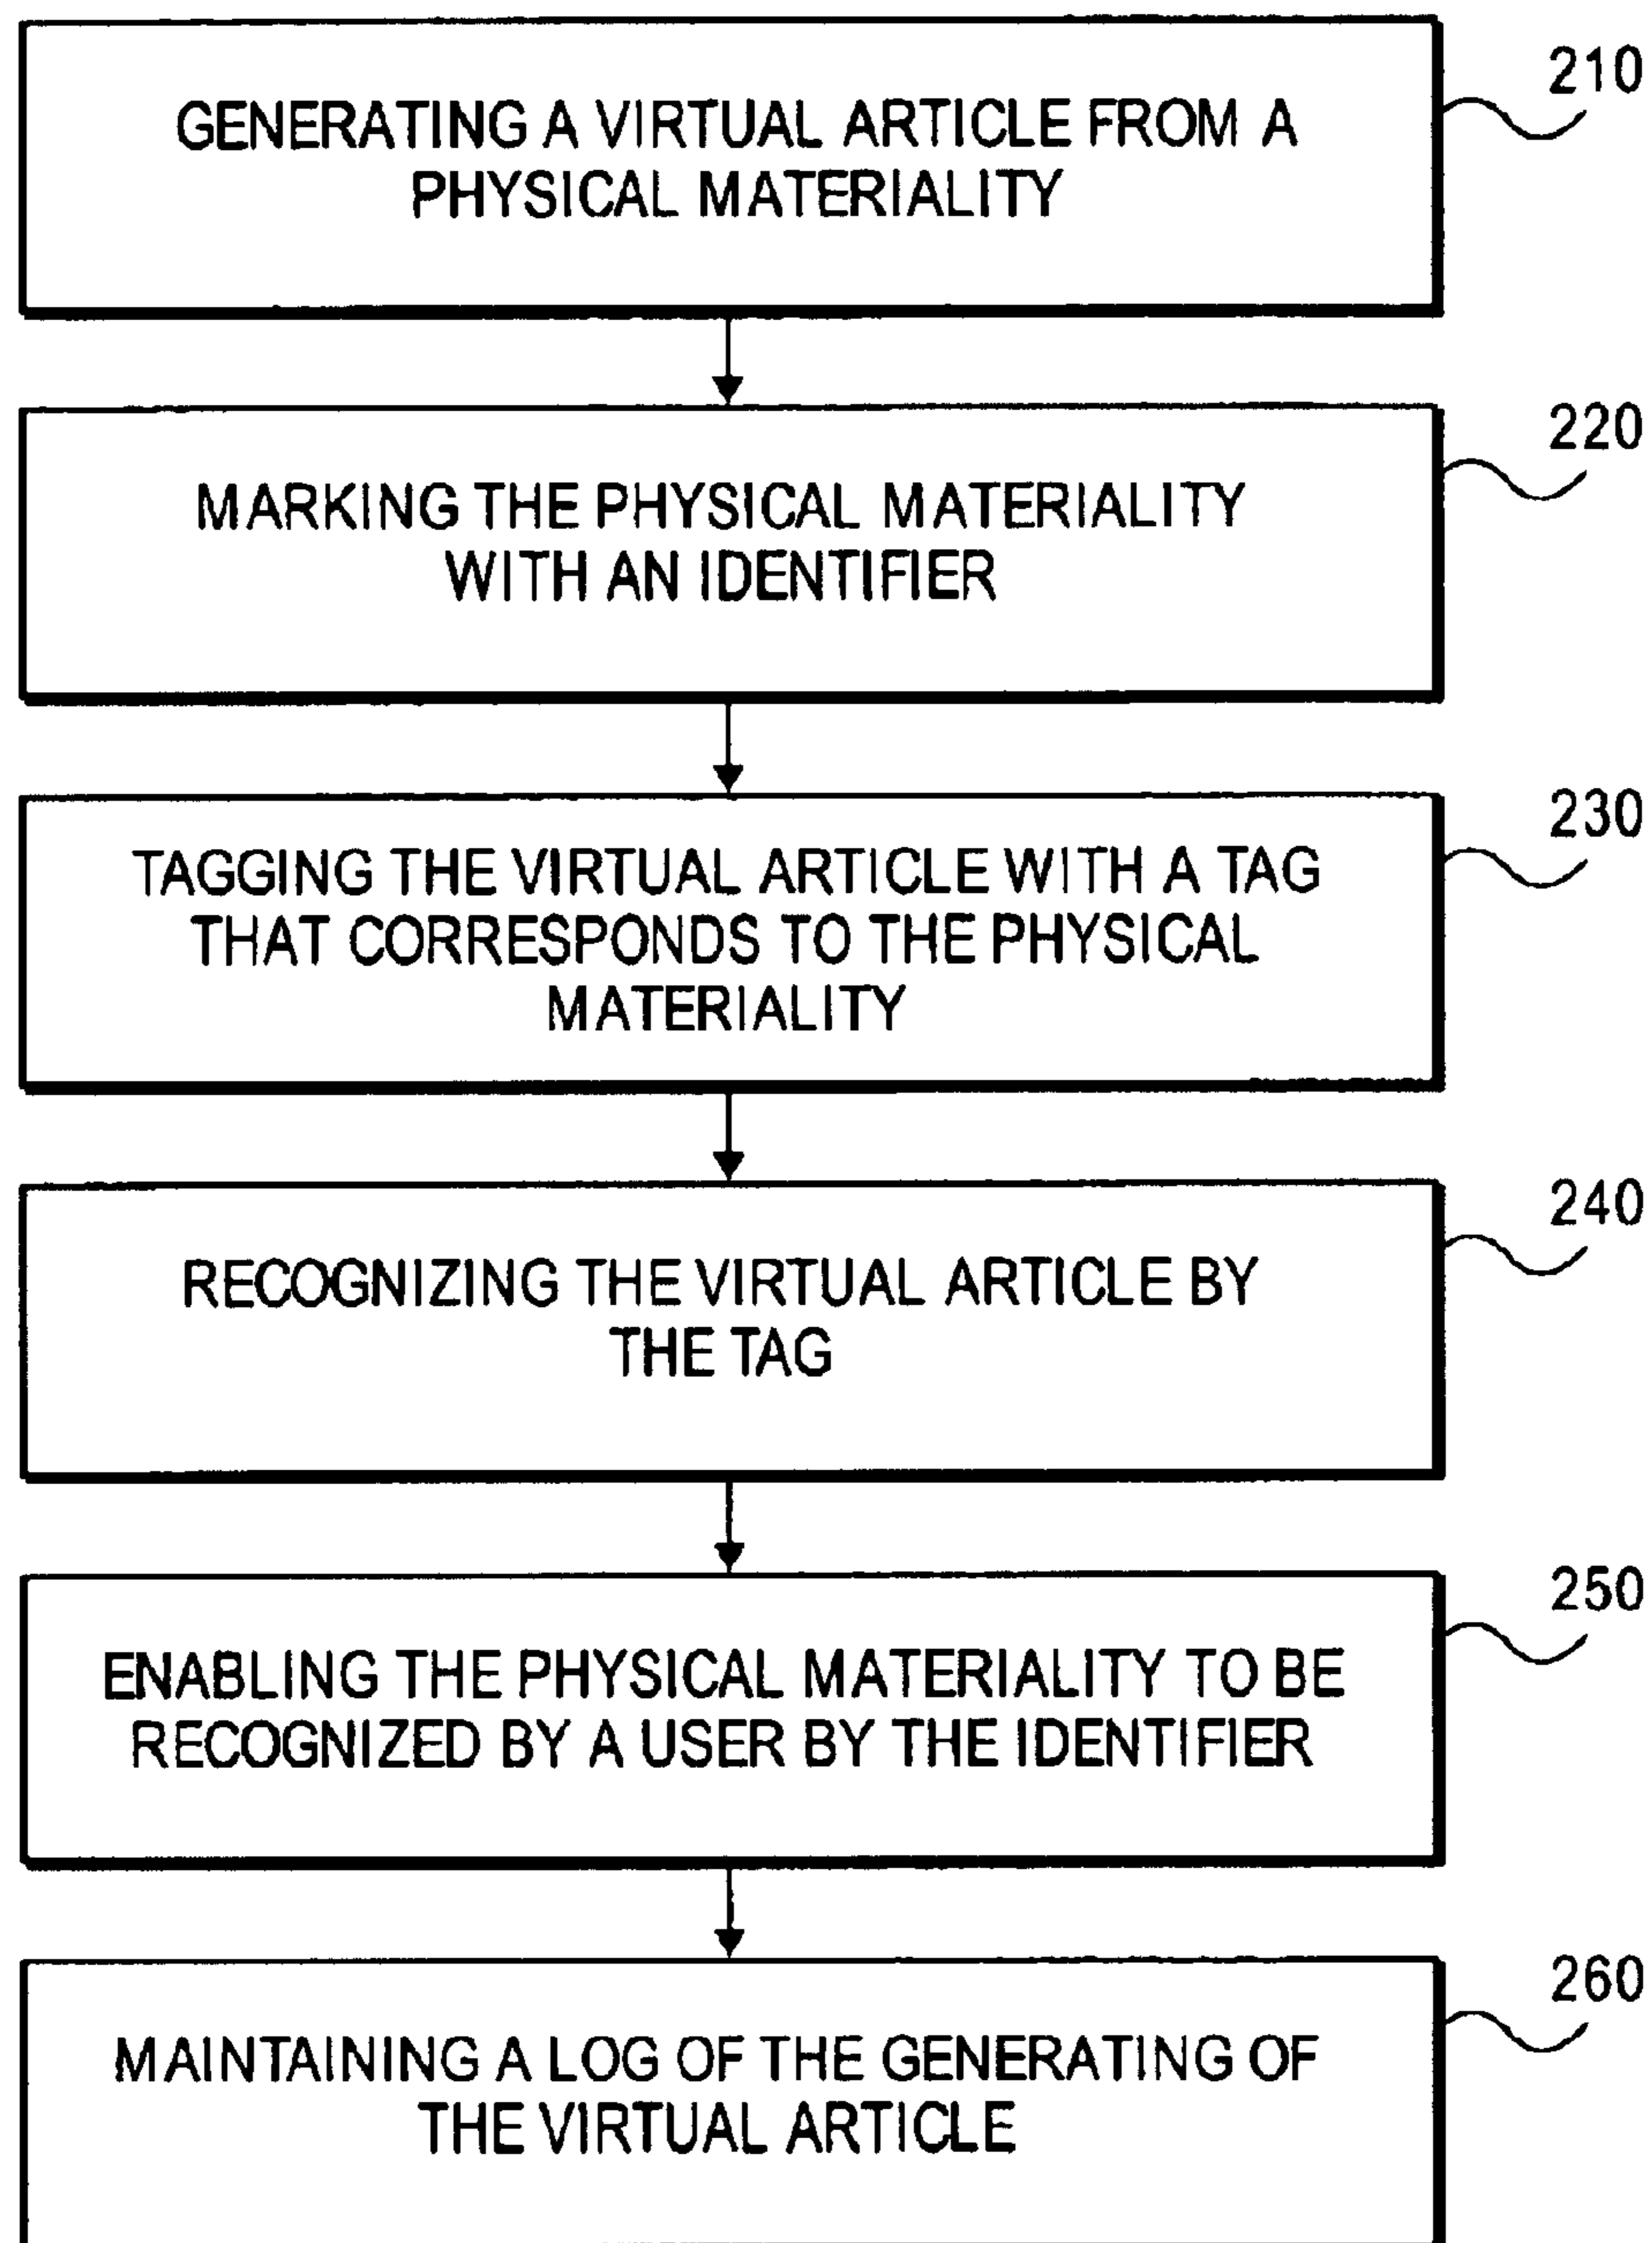 210
GENERATING A VIRTUAL ARTICLE FROM A
PHYSICAL MATERIALITY
220
MARKING THE PHYSICAL MATERIALITY
WITH AN IDENTIFIER
230
TAGGING THE VIRTUAL ARTICLE WITH A TAG
THAT CORRESPONDS TO THE PHYSICAL
MATERIALITY
240
RECOGNIZING THE VIRTUAL ARTICLE BY
THE TAG
250
ENABLING THE PHYSICAL MATERIALITY TO BE
RECOGNIZED BY A USER BY THE IDENTIFIER
260
MAINTAINING A LOG OF THE GENERATING OF
THE VIRTUAL ARTICLE